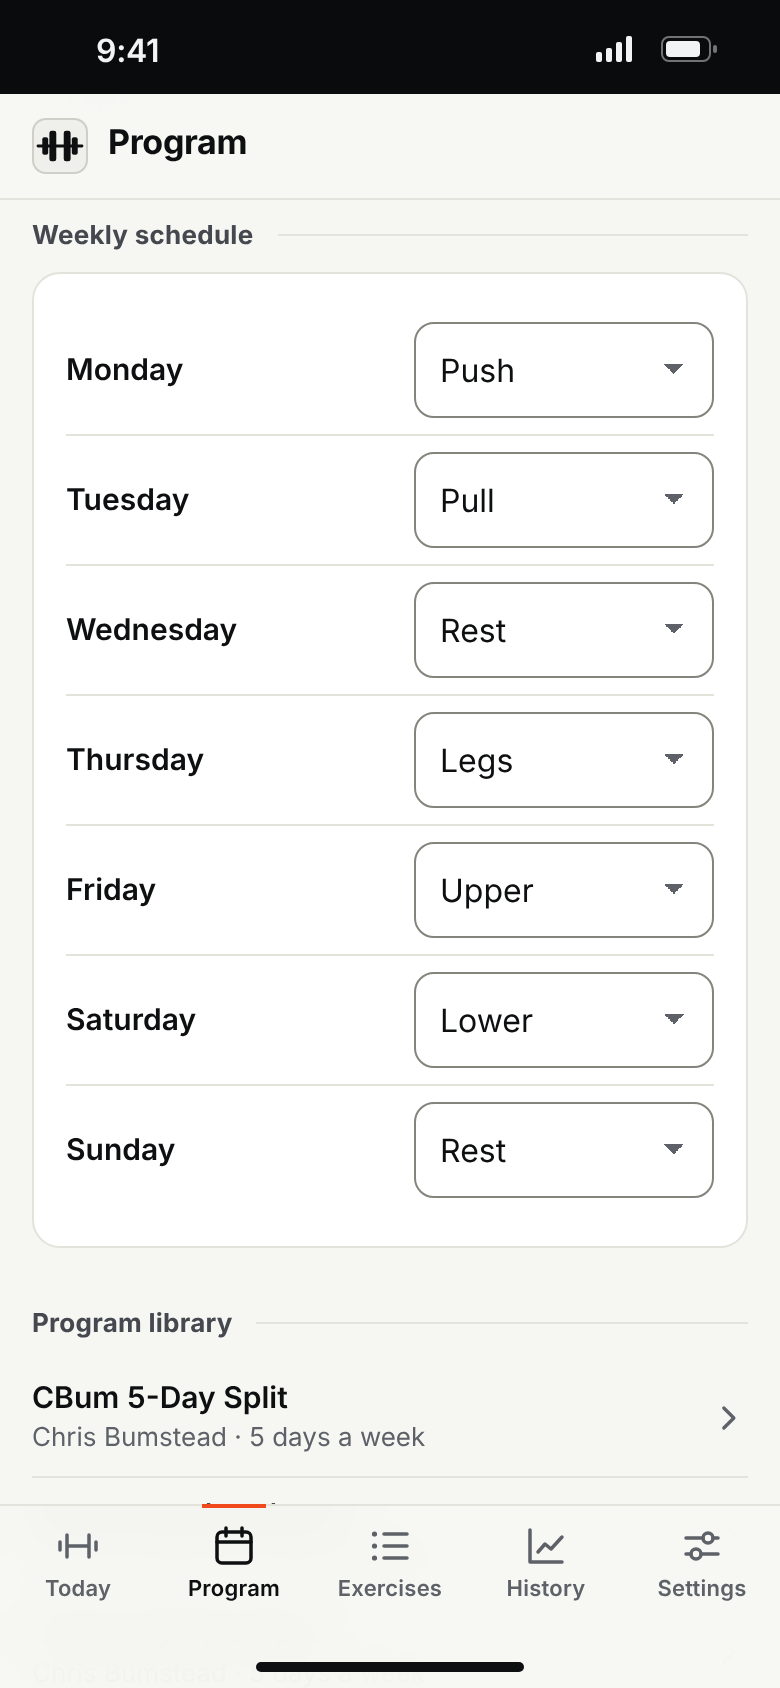 9:41
Program
Weekly schedule
Monday
Push
Tuesday
Pull
Wednesday
Rest
Thursday
Legs
Friday
Upper
Saturday
Lower
Sunday
Rest
Program library
CBum 5-Day Split
Chris Bumstead · 5 days a week
Today
Program
Exercises
History
Settings